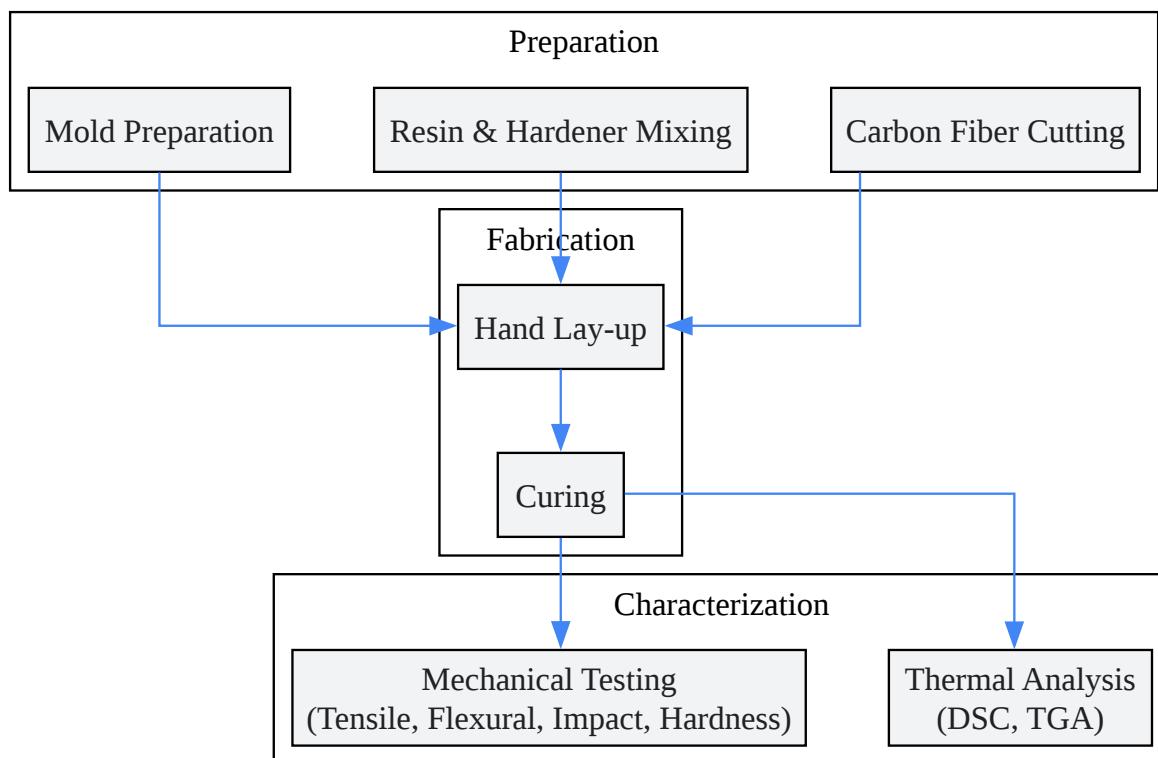 Preparation
Mold Preparation
Resin & Hardener Mixing
Carbon Fiber Cutting
Fabrication
Hand Lay-up
Curing
Characterization
Mechanical Testing
(Tensile, Flexural, Impact, Hardness)
Thermal Analysis
(DSC, TGA)